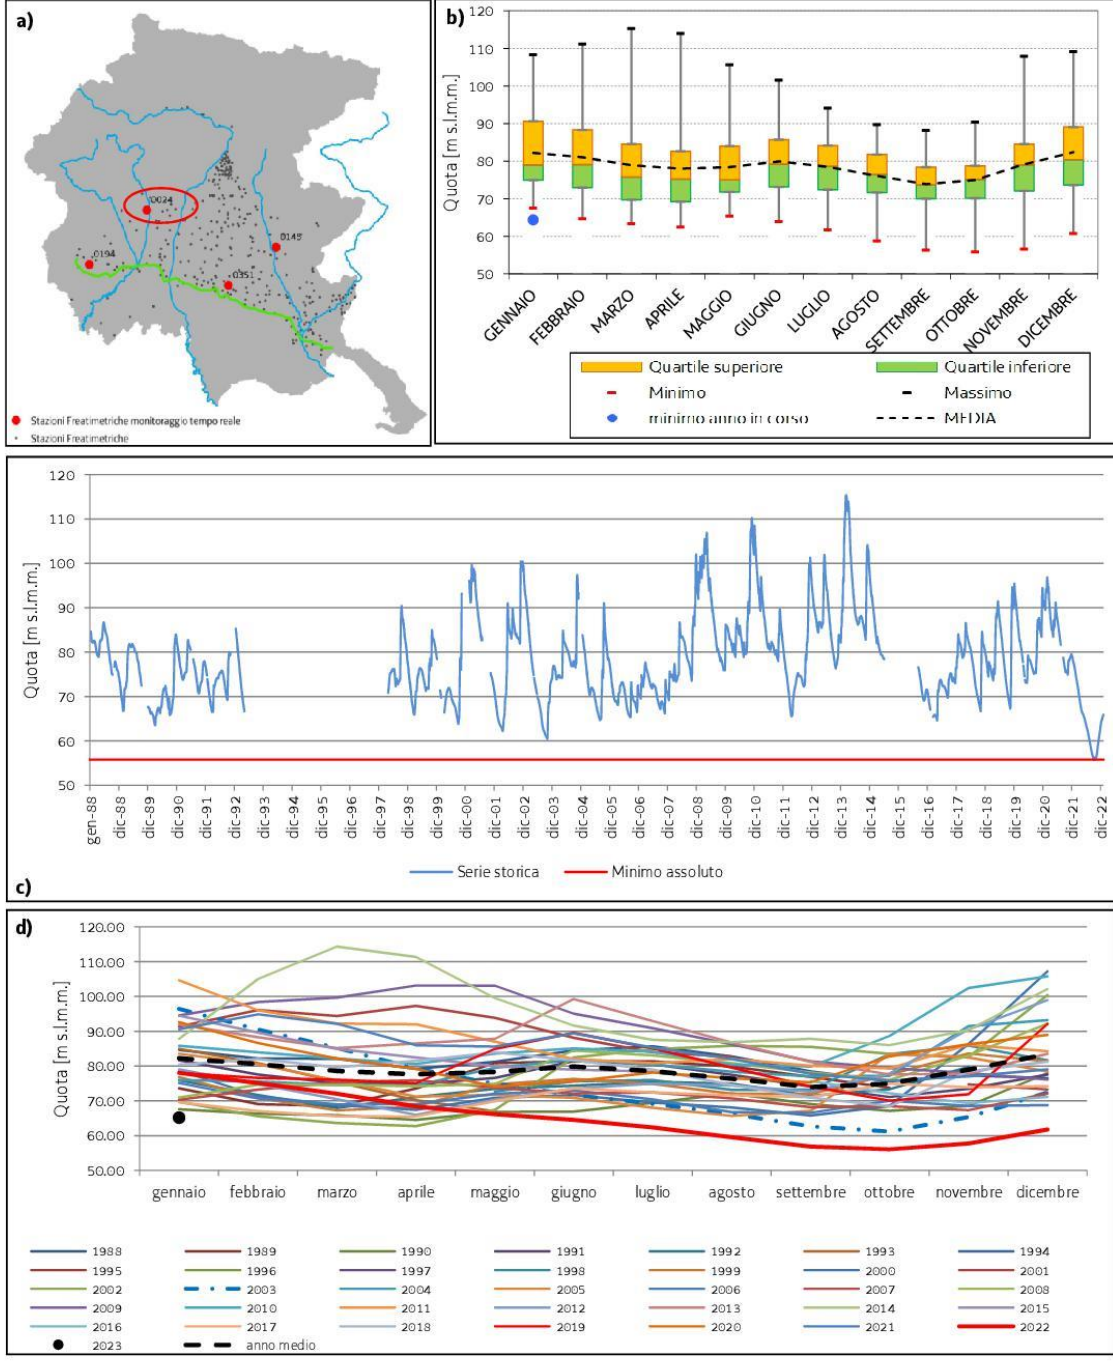 a)
0024
0194
0145
0351
Stazioni Freatimetriche monitoraggio tempo reale
Stazioni Freatimetriche
b)
Quota [m s.l.m.m.]
120
110
100
90
80
70
60
50
GENNAIO
FEBBRAIO
MARZO
APRILE
MAGGIO
GIUGNO
LUGLIO
AGOSTO
SETTEMBRE
OTTOBRE
NOVEMBRE
DICEMBRE
Quartile superiore Quartile inferiore
Minimo Massimo
minimo anno in corso MEDIA
Quota [m s.l.m.m.]
120
110
100
90
80
70
60
50
gen-88
dic-88
dic-89
dic-90
dic-91
dic-92
dic-93
dic-94
dic-95
dic-96
dic-97
dic-98
dic-99
dic-00
dic-01
dic-02
dic-03
dic-04
dic-05
dic-06
dic-07
dic-08
dic-09
dic-10
dic-11
dic-12
dic-13
dic-14
dic-15
dic-16
dic-17
dic-18
dic-19
dic-20
dic-21
dic-22
Serie storica Minimo assoluto
c)
d)
Quota [m s.l.m.m.]
120.00
110.00
100.00
90.00
80.00
70.00
60.00
50.00
gennaio febbraio marzo aprile maggio giugno luglio agosto settembre ottobre novembre dicembre
1988 1989 1990 1991 1992 1993 1994
1995 1996 1997 1998 1999 2000 2001
2002 2003 2004 2005 2006 2007 2008
2009 2010 2011 2012 2013 2014 2015
2016 2017 2018 2019 2020 2021 2022
2023 anno medio